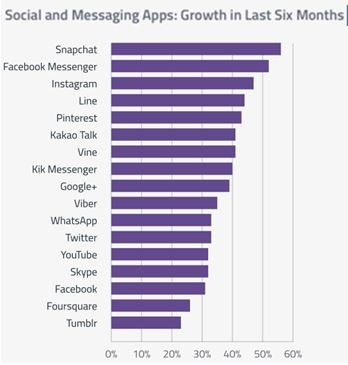 Social and Messaging Apps: Growth in Last Six Months
Snapchat
Facebook Messenger
Instagram
Line
Pinterest
Kakao Talk
Vine
Kik Messenger
Google+
Viber
WhatsApp
Twitter
YouTube
Skype
Facebook
Foursquare
Tumblr
0% 10% 20% 30% 40% 50% 60%